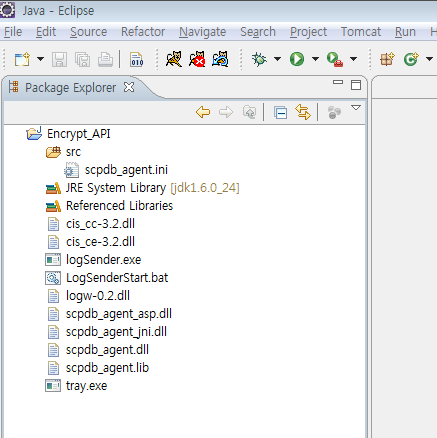 Java - Eclipse
File Edit Source Refactor Navigate Search Project Tomcat Run
010
Package Explorer
Encrypt_API
src
scpdb_agent.ini
JRE System Library [jdk1.6.0_24]
Referenced Libraries
cis_cc-3.2.dll
cis_ce-3.2.dll
logSender.exe
LogSenderStart.bat
logw-0.2.dll
scpdb_agent_asp.dll
scpdb_agent_jni.dll
scpdb_agent.dll
scpdb_agent.lib
tray.exe